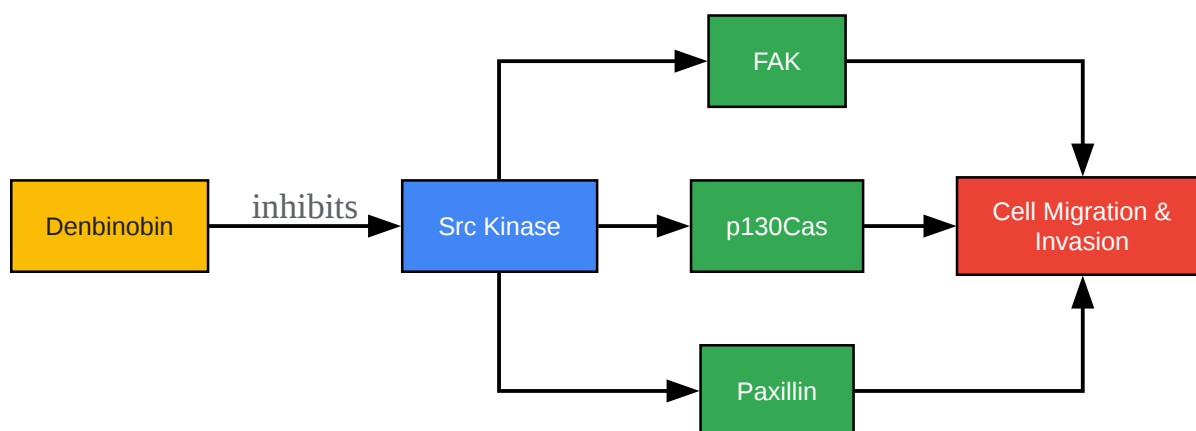 FAK
Denbinobin
inhibits
Src Kinase
p130Cas
Cell Migration &
Invasion
Paxillin